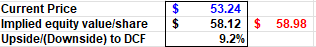 Current Price $ 53.24
Implied equity value/share $ 58.12 $ 58.98
Upside/(Downside) to DCF 9.2%